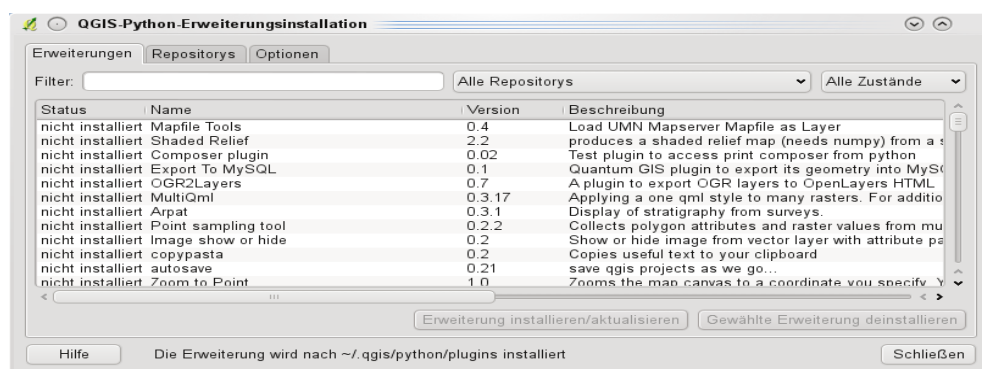 QGIS-Python-Erweiterungsinstallation
Erweiterungen Repositorys Optionen
Filter: Alle Repositorys Alle Zustände
Status Name Version Beschreibung
nicht installiert Mapfile Tools 0.4 Load UMN Mapserver Mapfile as Layer
nicht installiert Shaded Relief 2.2 produces a shaded relief map (needs numpy) from a
nicht installiert Composer plugin 0.02 Test plugin to access print composer from python
nicht installiert Export To MySQL 0.1 Quantum GIS plugin to export its geometry into
nicht installiert OGR2Layers 0.7 A plugin to export OGR layers to OpenLayers HTML
nicht installiert MultiQml 0.3.17 Applying a one qml style to many rasters. For additio
nicht installiert Arpat 0.3.1 Display of stratigraphy from surveys.
nicht installiert Point sampling tool 0.2.2 Collects polygon attributes and raster values from mu
nicht installiert Image show or hide 0.2 Show or hide image from vector layer with attribute pa
nicht installiert copypasta 0.2 Copies useful text to your clipboard
nicht installiert autosave 0.21 save qgis projects as we go...
nicht installiert Zoom to Point 1.0 Zooms the map canvas to a coordinate you specify.
Erweiterung installieren/aktualisieren Gewählte Erweiterung deinstallieren
Hilfe Die Erweiterung wird nach ~/.qgis/python/plugins installiert Schließen